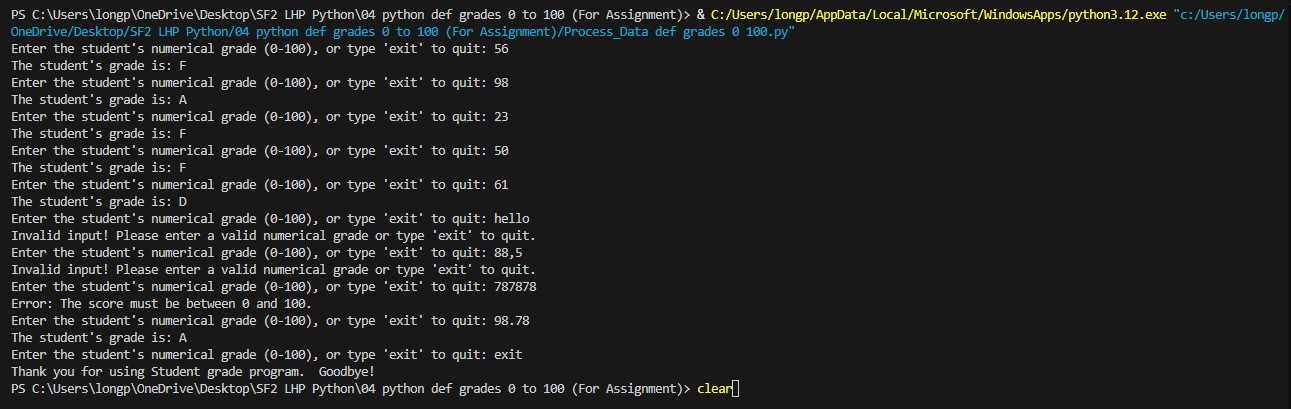 PS C:\Users\longp\OneDrive\Desktop\SF2 LHP Python\04 python def grades 0 to 100 (For Assignment)> & C:/Users/longp/AppData/Local/Microsoft/WindowsApps/python3.12.exe "c:/Users/longp/
OneDrive/Desktop/SF2 LHP Python/04 python def grades 0 to 100 (For Assignment)/Process_Data def grades 0 100.py"
Enter the student's numerical grade (0-100), or type 'exit' to quit: 56
The student's grade is: F
Enter the student's numerical grade (0-100), or type 'exit' to quit: 98
The student's grade is: A
Enter the student's numerical grade (0-100), or type 'exit' to quit: 23
The student's grade is: F
Enter the student's numerical grade (0-100), or type 'exit' to quit: 50
The student's grade is: F
Enter the student's numerical grade (0-100), or type 'exit' to quit: 61
The student's grade is: D
Enter the student's numerical grade (0-100), or type 'exit' to quit: hello
Invalid input! Please enter a valid numerical grade or type 'exit' to quit.
Enter the student's numerical grade (0-100), or type 'exit' to quit: 88,5
Invalid input! Please enter a valid numerical grade or type 'exit' to quit.
Enter the student's numerical grade (0-100), or type 'exit' to quit: 787878
Error: The score must be between 0 and 100.
Enter the student's numerical grade (0-100), or type 'exit' to quit: 98.78
The student's grade is: A
Enter the student's numerical grade (0-100), or type 'exit' to quit: exit
Thank you for using Student grade program.  Goodbye!
PS C:\Users\longp\OneDrive\Desktop\SF2 LHP Python\04 python def grades 0 to 100 (For Assignment)> clear